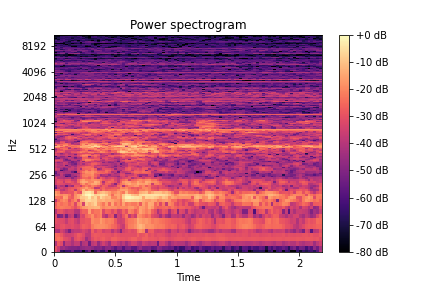 Power spectrogram
8192
4096
2048
1024
512
256
128
64
0
Hz
0
0.5
1
1.5
2
Time
+0 dB
-10 dB
-20 dB
-30 dB
-40 dB
-50 dB
-60 dB
-70 dB
-80 dB